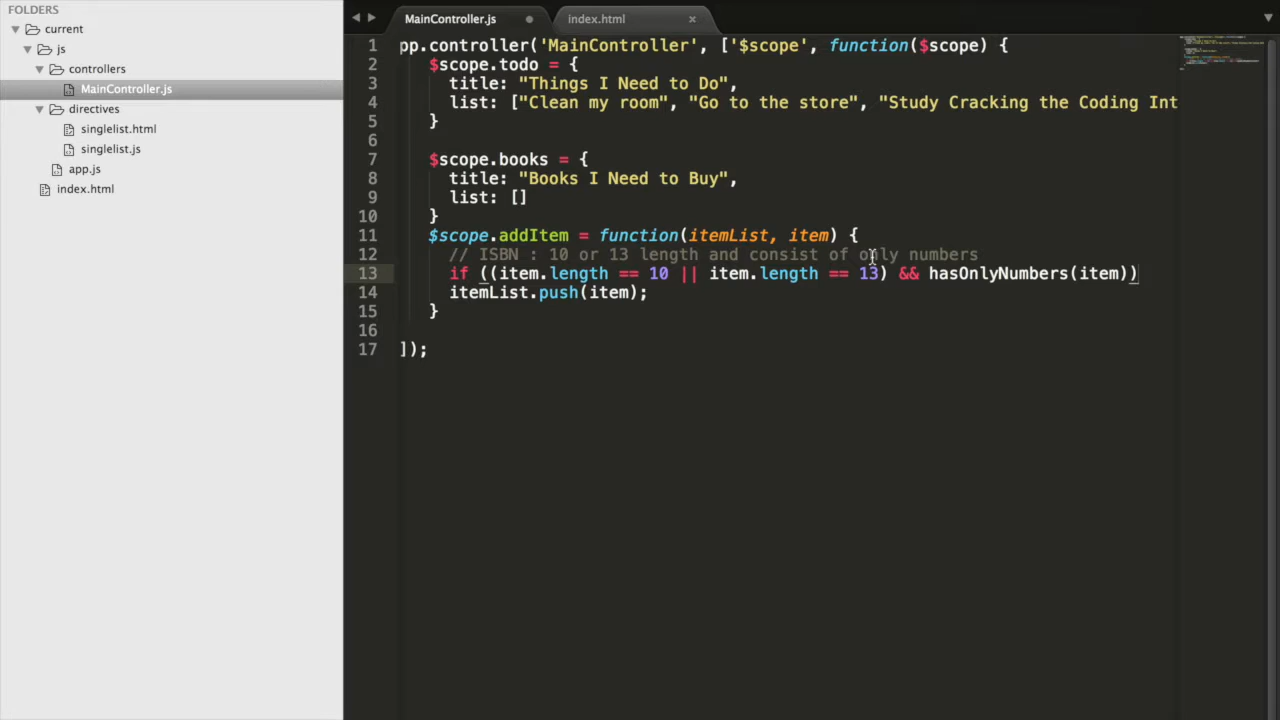 FOLDERS
current
js
controllers
MainController.js
directives
singlelist.html
singlelist.js
app.js
index.html
MainController.js
index.html
1 pp.controller('MainController', ['$scope', function($scope) {
2 $scope.todo = {
3 title: "Things I Need to Do",
4 list: ["Clean my room", "Go to the store", "Study Cracking the Coding Int
5 }
6
7 $scope.books = {
8 title: "Books I Need to Buy",
9 list: []
10 }
11 $scope.addItem = function(itemList, item) {
12 // ISBN : 10 or 13 length and consist of only numbers
13 if ((item.length == 10 || item.length == 13) && hasOnlyNumbers(item))
14 itemList.push(item);
15 }
16
17 ]);